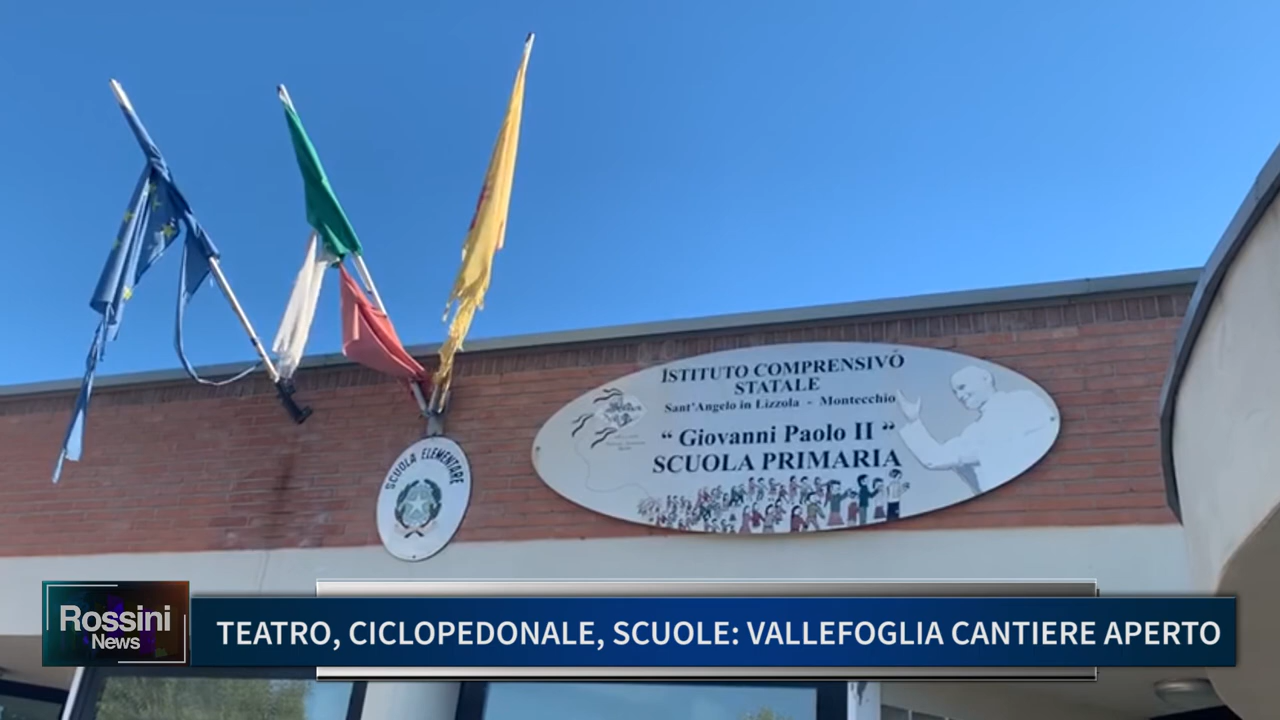 ISTITUTO COMPRENSIVO
STATALE
Sant'Angelo in Lizzola - Montecchio
“ Giovanni Paolo II “
SCUOLA PRIMARIA
SCUOLA ELEMENTARE
Rossini
News
TEATRO, CICLOPEDONALE, SCUOLE: VALLEFOGLIA CANTIERE APERTO